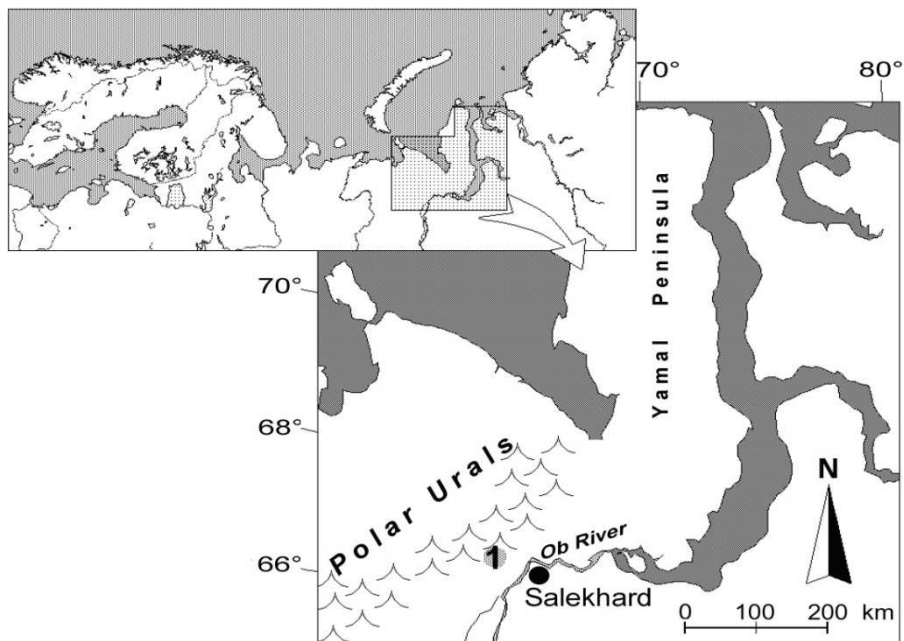 70°
80°
70°
Yamal Peninsula
68°
Polar Urals
N
1
Ob River
66°
Salekhard
0 100 200 km